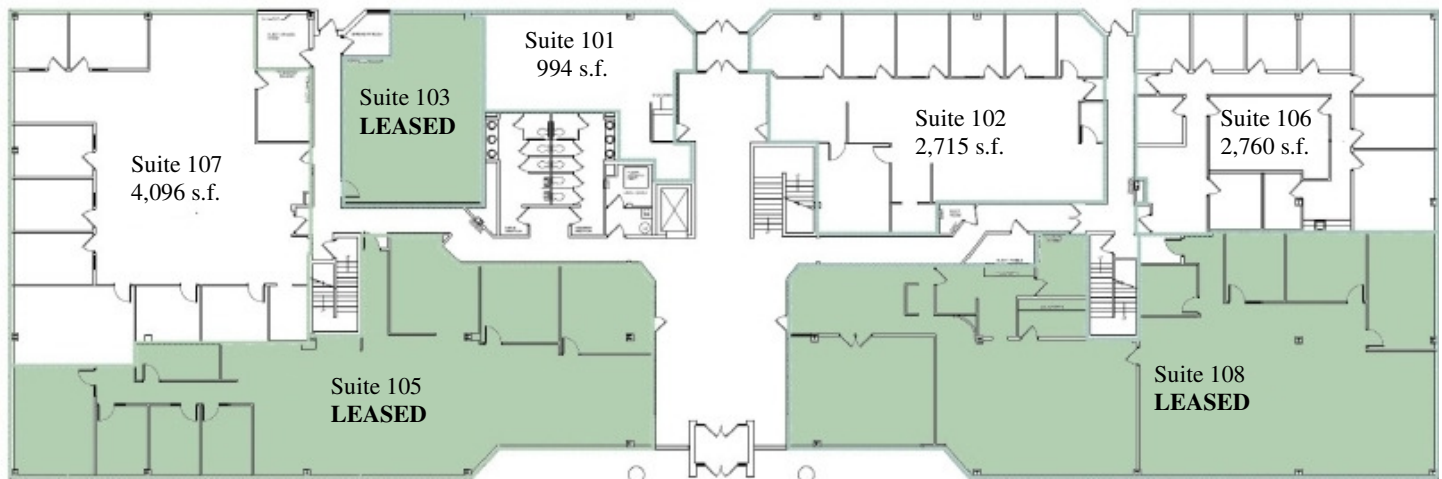 Suite 101
994 s.f.
Suite 103
LEASED
Suite 102
2,715 s.f.
Suite 106
2,760 s.f.
Suite 107
4,096 s.f.
Suite 105
LEASED
Suite 108
LEASED